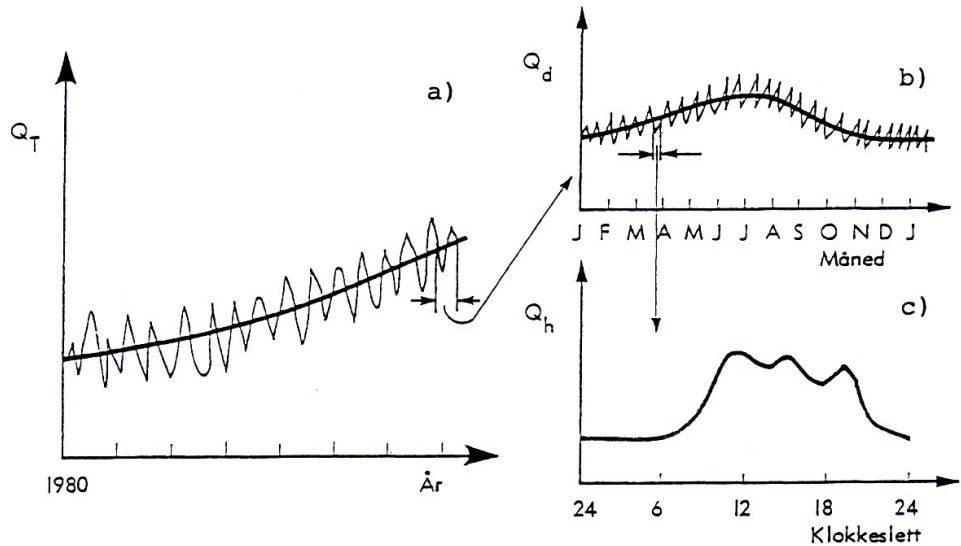 a)
Q_T
1980 År
b)
Q_d
J F M A M J J A S O N D J
Måned
c)
Q_h
24 6 12 18 24
Klokkeslett